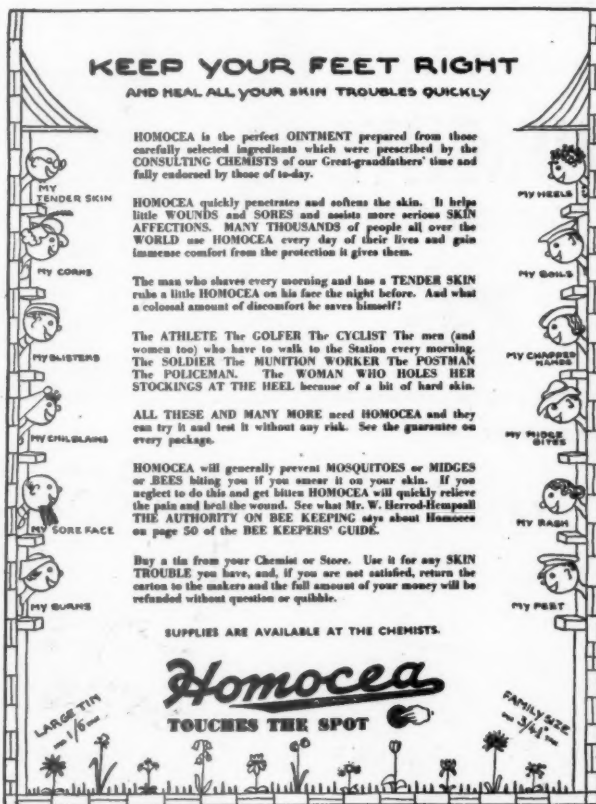 KEEP YOUR FEET RIGHT
AND HEAL ALL YOUR SKIN TROUBLES QUICKLY
HOMOCEA is the perfect OINTMENT prepared from those
carefully selected ingredients which were prescribed by the
CONSULTING CHEMISTS of our Great-grandfathers' time and
fully endorsed by those of to-day.
HOMOCEA quickly penetrates and softens the skin. It helps
little WOUNDS and SORES and assists more serious SKIN
AFFECTIONS. MANY THOUSANDS of people all over the
WORLD use HOMOCEA every day of their lives and gain
immense comfort from the protection it gives them.
The man who shaves every morning and has a TENDER SKIN
rubs a little HOMOCEA on his face the night before. And what
a colossal amount of discomfort he saves himself!
The ATHLETE The GOLFER The CYCLIST The men (and
women too) who have to walk to the Station every morning.
The SOLDIER The MUNITION WORKER The POSTMAN
The POLICEMAN. The WOMAN WHO HOLES HER
STOCKINGS AT THE HEEL because of a bit of hard skin.
ALL THESE AND MANY MORE need HOMOCEA and they
can try it and test it without any risk. See the guarantee on
every package.
HOMOCEA will generally prevent MOSQUITOES or MIDGES
or BEES biting you if you smear it on your skin. If you
neglect to do this and get bitten HOMOCEA will quickly relieve
the pain and heal the wound. See what Mr. W. Herrod-Hempsall
THE AUTHORITY ON BEE KEEPING says about Homocea
on page 50 of the BEE KEEPERS' GUIDE.
Buy a tin from your Chemist or Store. Use it for any SKIN
TROUBLE you have, and, if you are not satisfied, return the
carton to the makers and the full amount of your money will be
refunded without question or quibble.
SUPPLIES ARE AVAILABLE AT THE CHEMISTS.
MY
TENDER SKIN
MY CORNS
MY BLISTERS
MY CHILBLAINS
MY SORE FACE
MY BURNS
MY HEELS
MY BOILS
MY CHAPPED
HANDS
MY MIDGE
BITES
MY RASH
MY FEET
Homocea
TOUCHES THE SPOT
LARGE TIN
1/6
FAMILY SIZE
3/4½